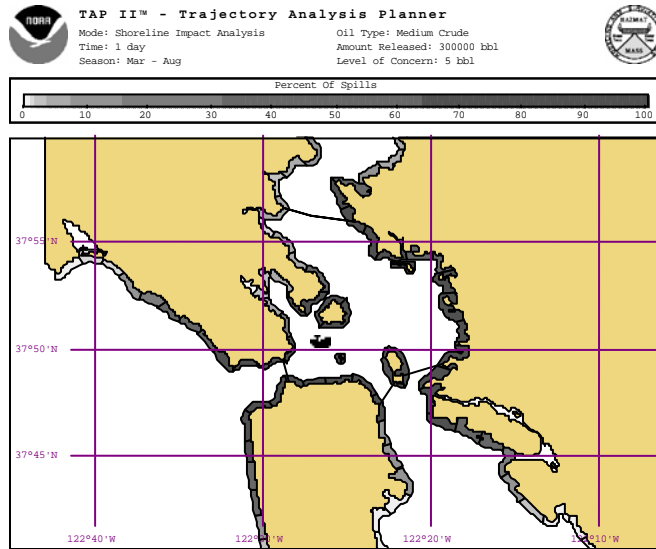 NOAA
TAP II™ - Trajectory Analysis Planner
Mode: Shoreline Impact Analysis
Oil Type: Medium Crude
Time: 1 day
Amount Released: 300000 bbl
Season: Mar - Aug
Level of Concern: 5 bbl
HAZMAT
MASS
Percent Of Spills
0 10 20 30 40 50 60 70 80 90 100
37°55'N
37°50'N
37°45'N
122°40'W
122°20'W